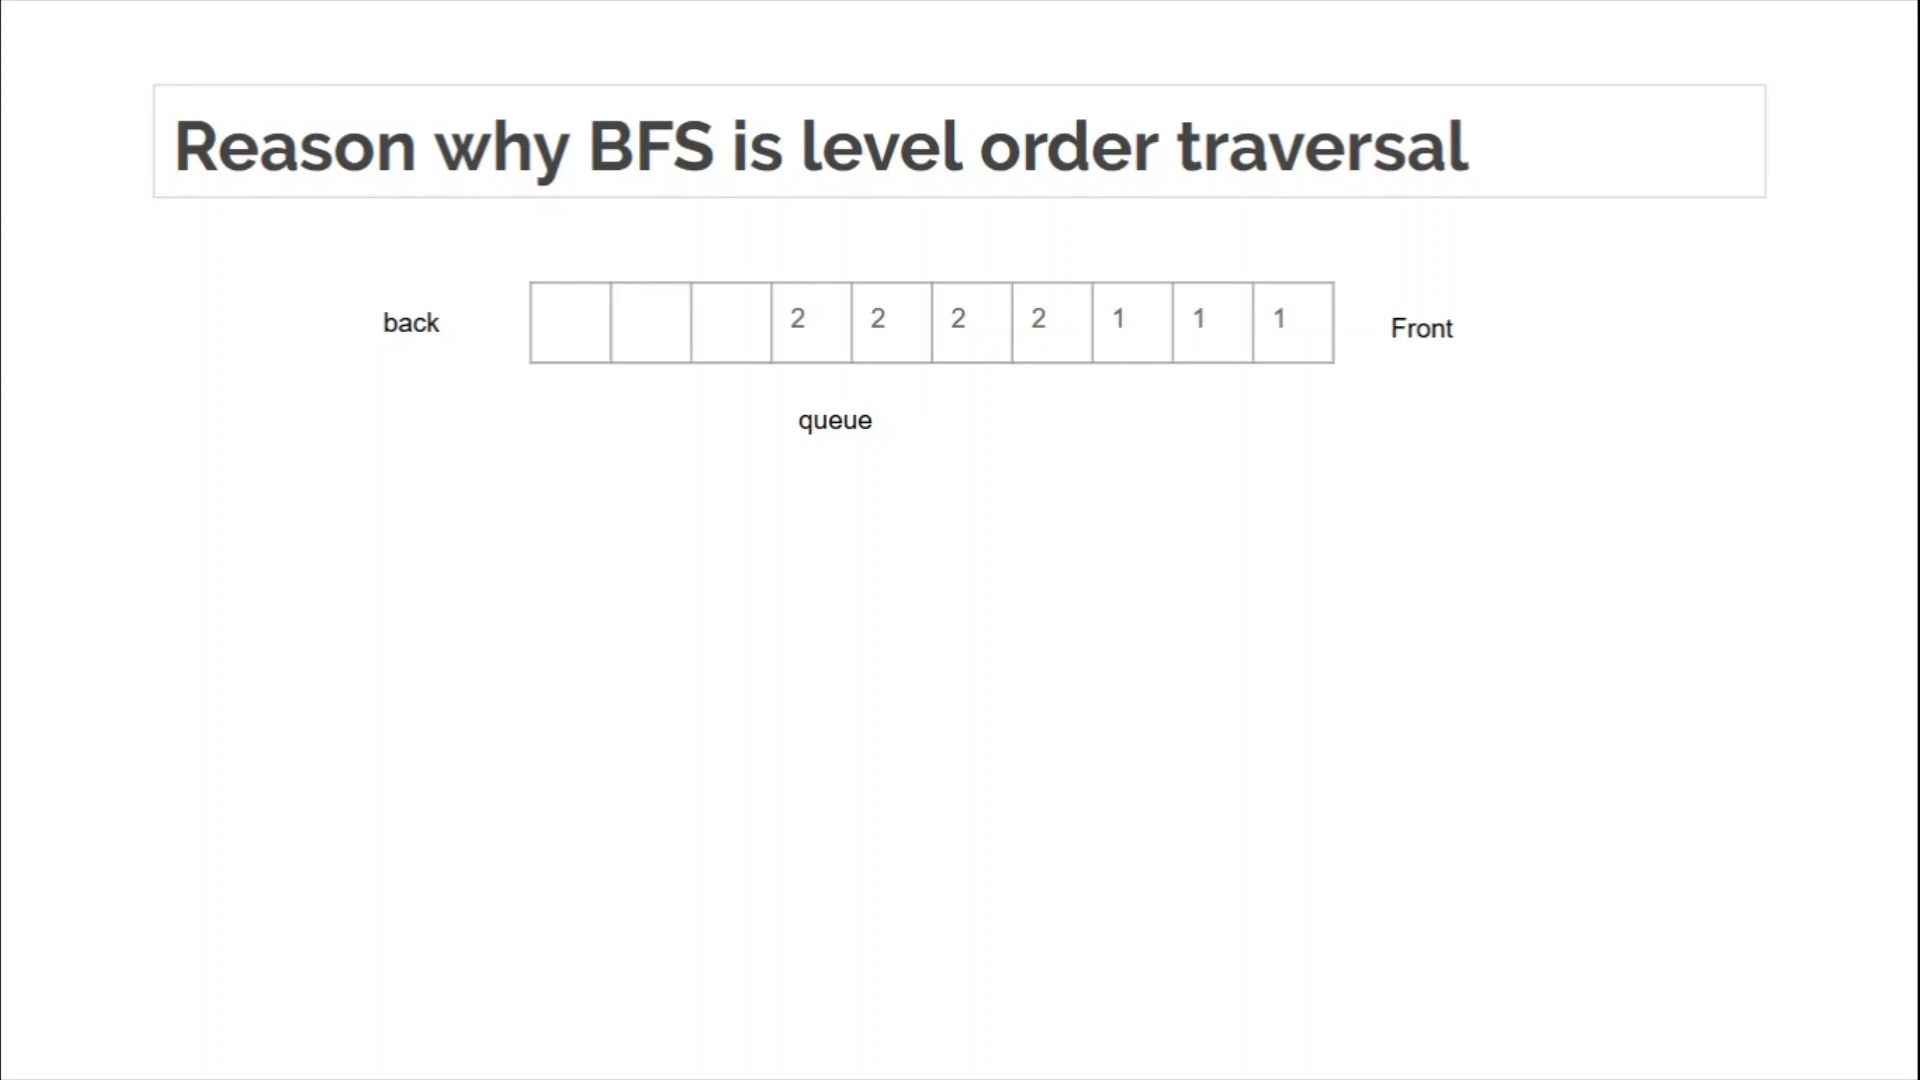 Reason why BFS is level order traversal
back 2 2 2 2 1 1 1 Front
queue